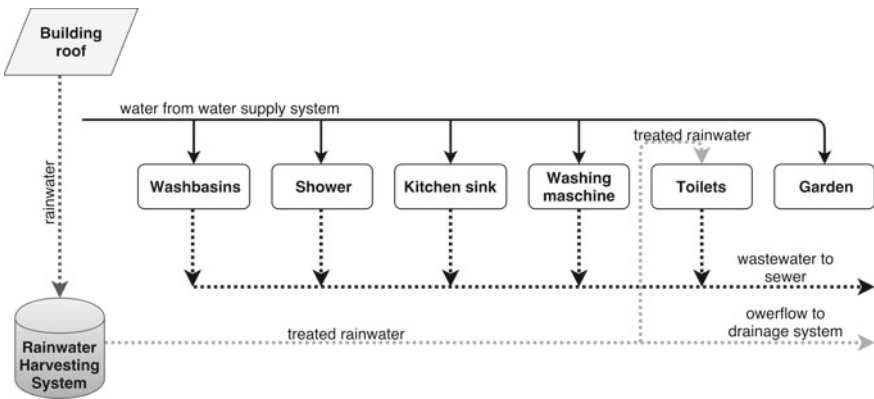 Building
roof
water from water supply system
treated rainwater
rainwater
Washbasins
Shower
Kitchen sink
Washing
maschine
Toilets
Garden
wastewater to
sewer
Rainwater
Harvesting
System
treated rainwater
owerflow to
drainage system